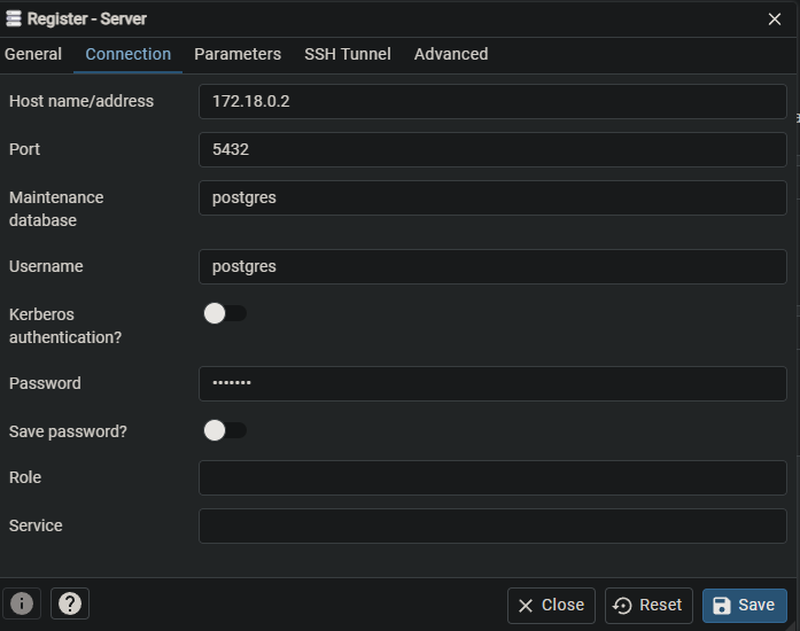 Register - Server
General Connection Parameters SSH Tunnel Advanced
Host name/address 172.18.0.2
Port 5432
Maintenance
database postgres
Username postgres
Kerberos
authentication?
Password •••••••
Save password?
Role
Service
Close Reset Save